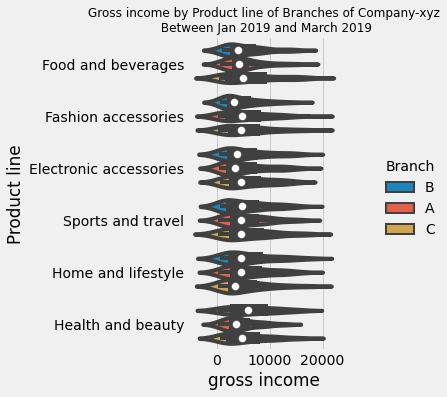 Gross income by Product line of Branches of Company-xyz
Between Jan 2019 and March 2019
Product line
Food and beverages
Fashion accessories
Electronic accessories
Sports and travel
Home and lifestyle
Health and beauty
Branch
B
A
C
0 10000 20000
gross income